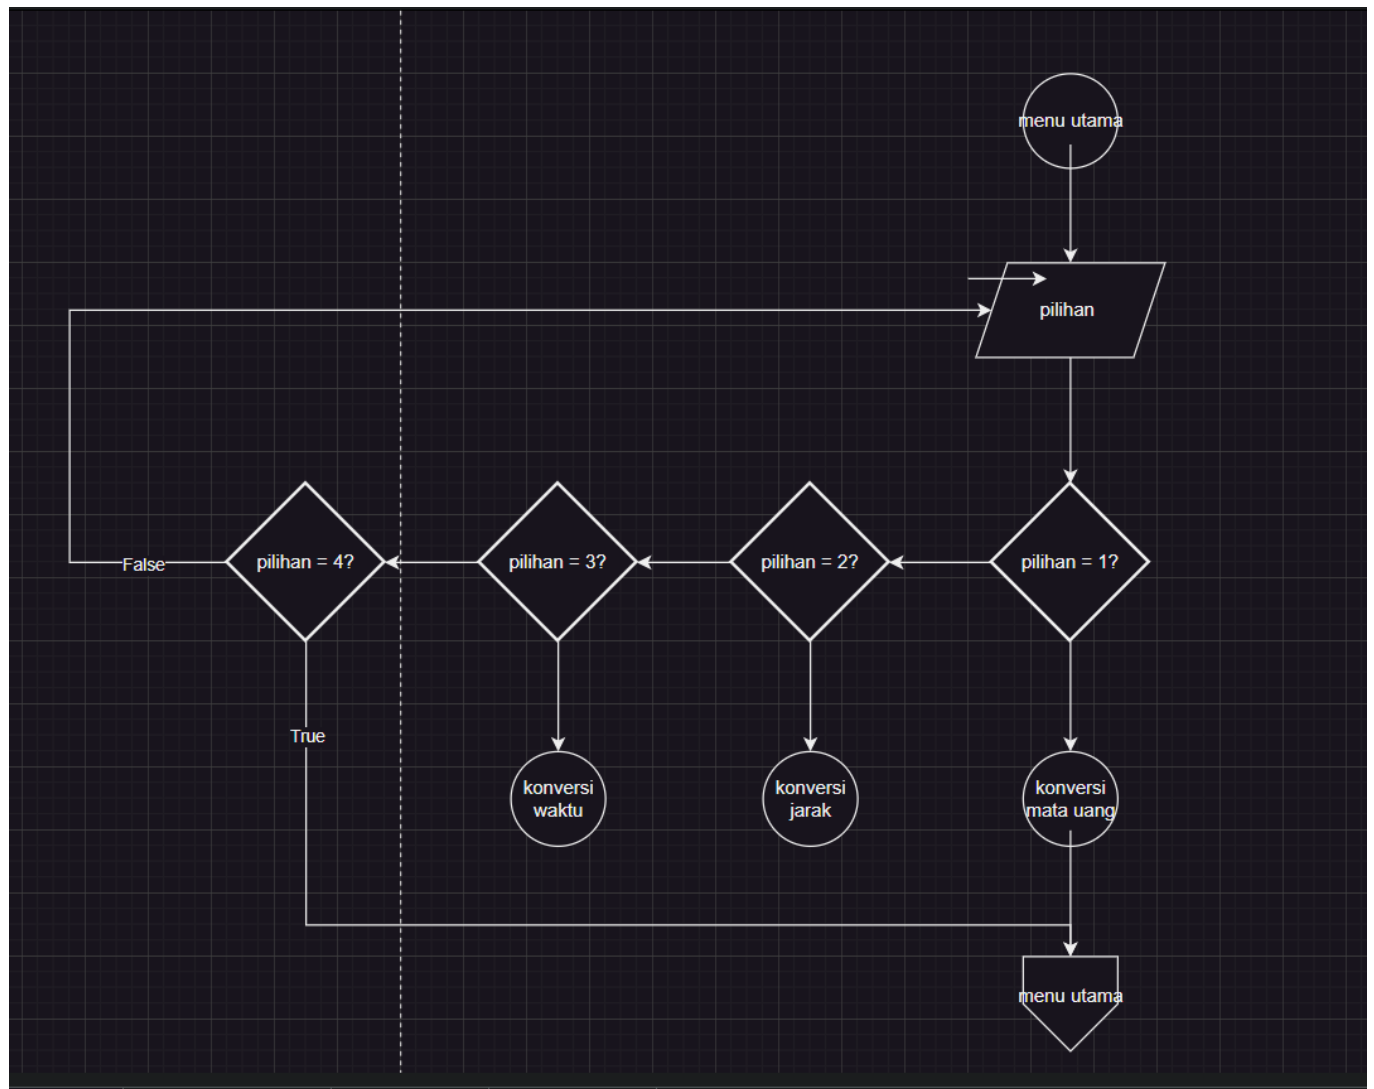 menu utama
pilihan
pilihan = 4?
pilihan = 3?
pilihan = 2?
pilihan = 1?
False
True
konversi
waktu
konversi
jarak
konversi
mata uang
menu utama